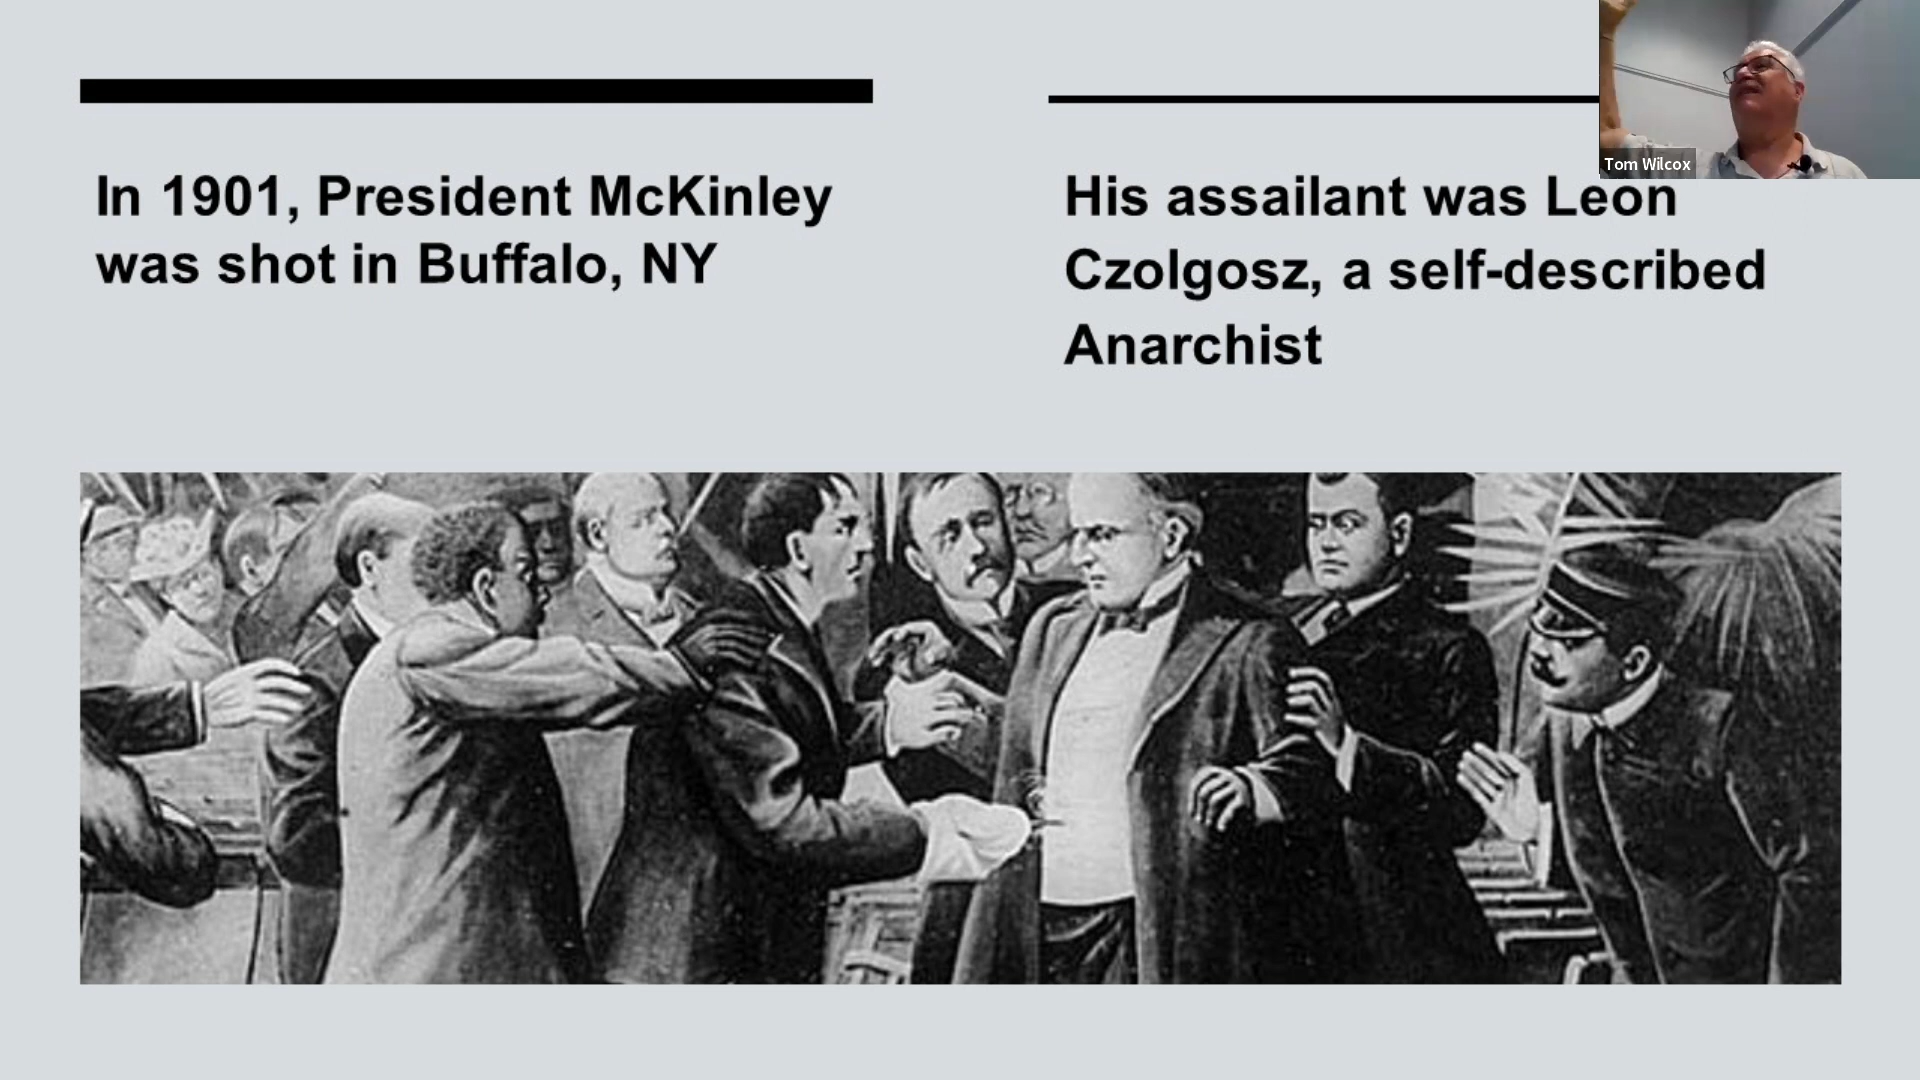 In 1901, President McKinley
was shot in Buffalo, NY
His assailant was Leon
Czolgosz, a self-described
Anarchist
Tom Wilcox